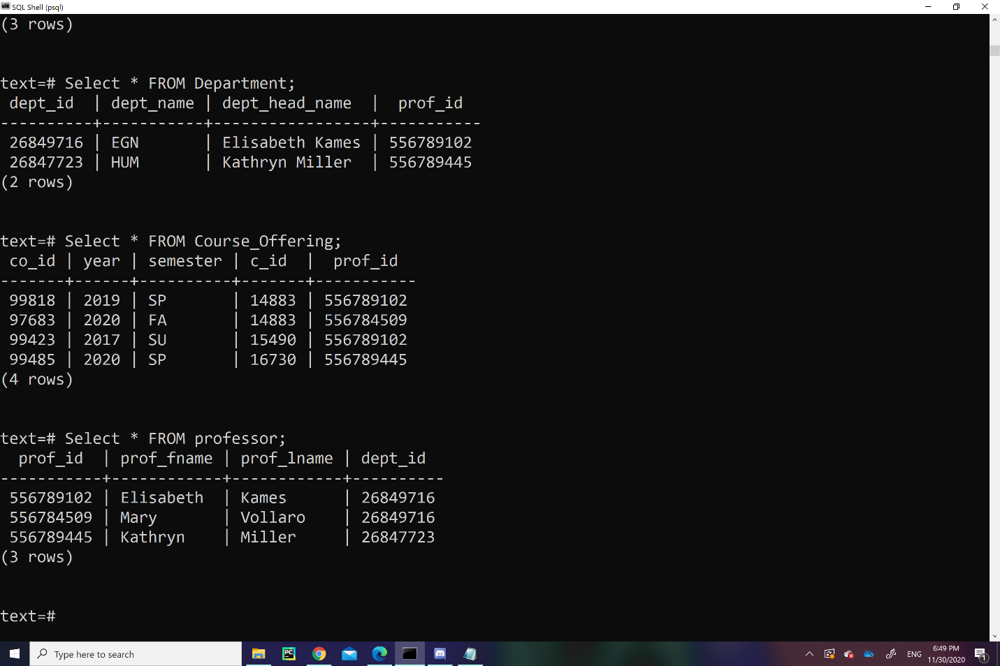 SQL Shell (psql)
(3 rows)
text=# Select * FROM Department;
 dept_id  | dept_name | dept_head_name  |  prof_id
----------+-----------+-----------------+-----------
 26849716 | EGN       | Elisabeth Kames | 556789102
 26847723 | HUM       | Kathryn Miller  | 556789445
(2 rows)
text=# Select * FROM Course_Offering;
 co_id | year | semester | c_id  |  prof_id
-------+------+----------+-------+-----------
 99818 | 2019 | SP       | 14883 | 556789102
 97683 | 2020 | FA       | 14883 | 556784509
 99423 | 2017 | SU       | 15490 | 556789102
 99485 | 2020 | SP       | 16730 | 556789445
(4 rows)
text=# Select * FROM professor;
  prof_id  | prof_fname | prof_lname | dept_id
-----------+------------+------------+----------
 556789102 | Elisabeth  | Kames      | 26849716
 556784509 | Mary       | Vollaro    | 26849716
 556789445 | Kathryn    | Miller     | 26847723
(3 rows)
text=#
Type here to search
PC
ENG
6:49 PM
11/30/2020
1